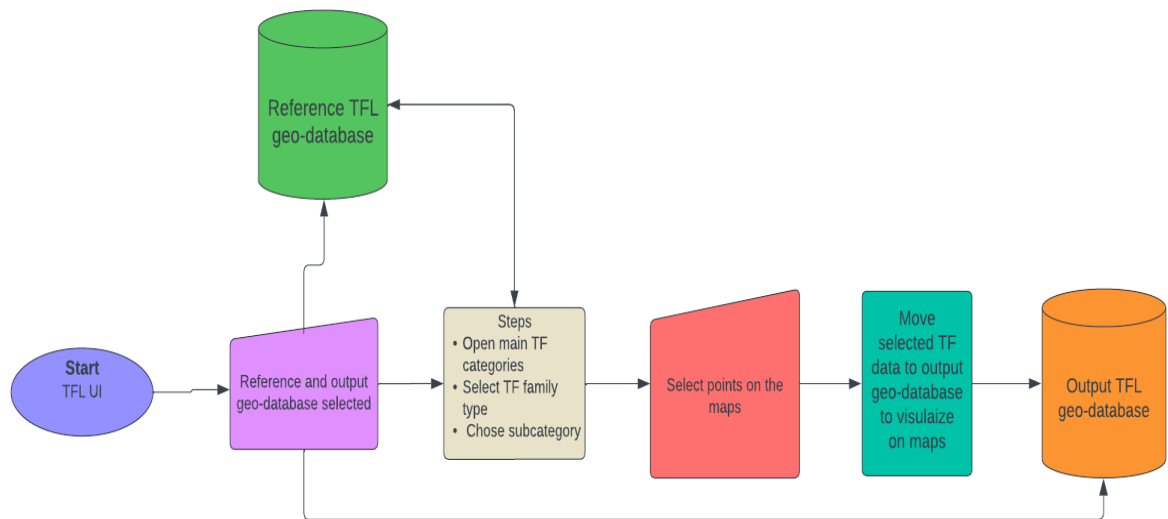 Reference TFL
geo-database
Start
TFL UI
Reference and output
geo-database selected
Steps
• Open main TF
categories
• Select TF family
type
• Chose subcategory
Select points on the
maps
Move
selected TF
data to output
geo-database
to visulaize
on maps
Output TFL
geo-database